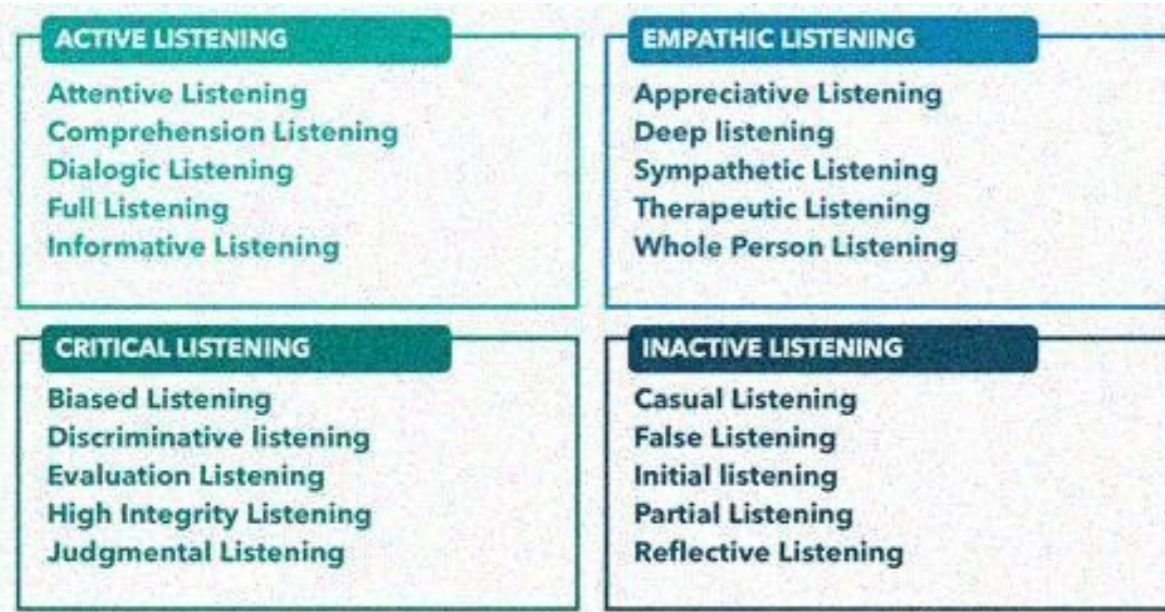 ACTIVE LISTENING
Attentive Listening
Comprehension Listening
Dialogic Listening
Full Listening
Informative Listening
EMPATHIC LISTENING
Appreciative Listening
Deep listening
Sympathetic Listening
Therapeutic Listening
Whole Person Listening
CRITICAL LISTENING
Biased Listening
Discriminative listening
Evaluation Listening
High Integrity Listening
Judgmental Listening
INACTIVE LISTENING
Casual Listening
False Listening
Initial listening
Partial Listening
Reflective Listening